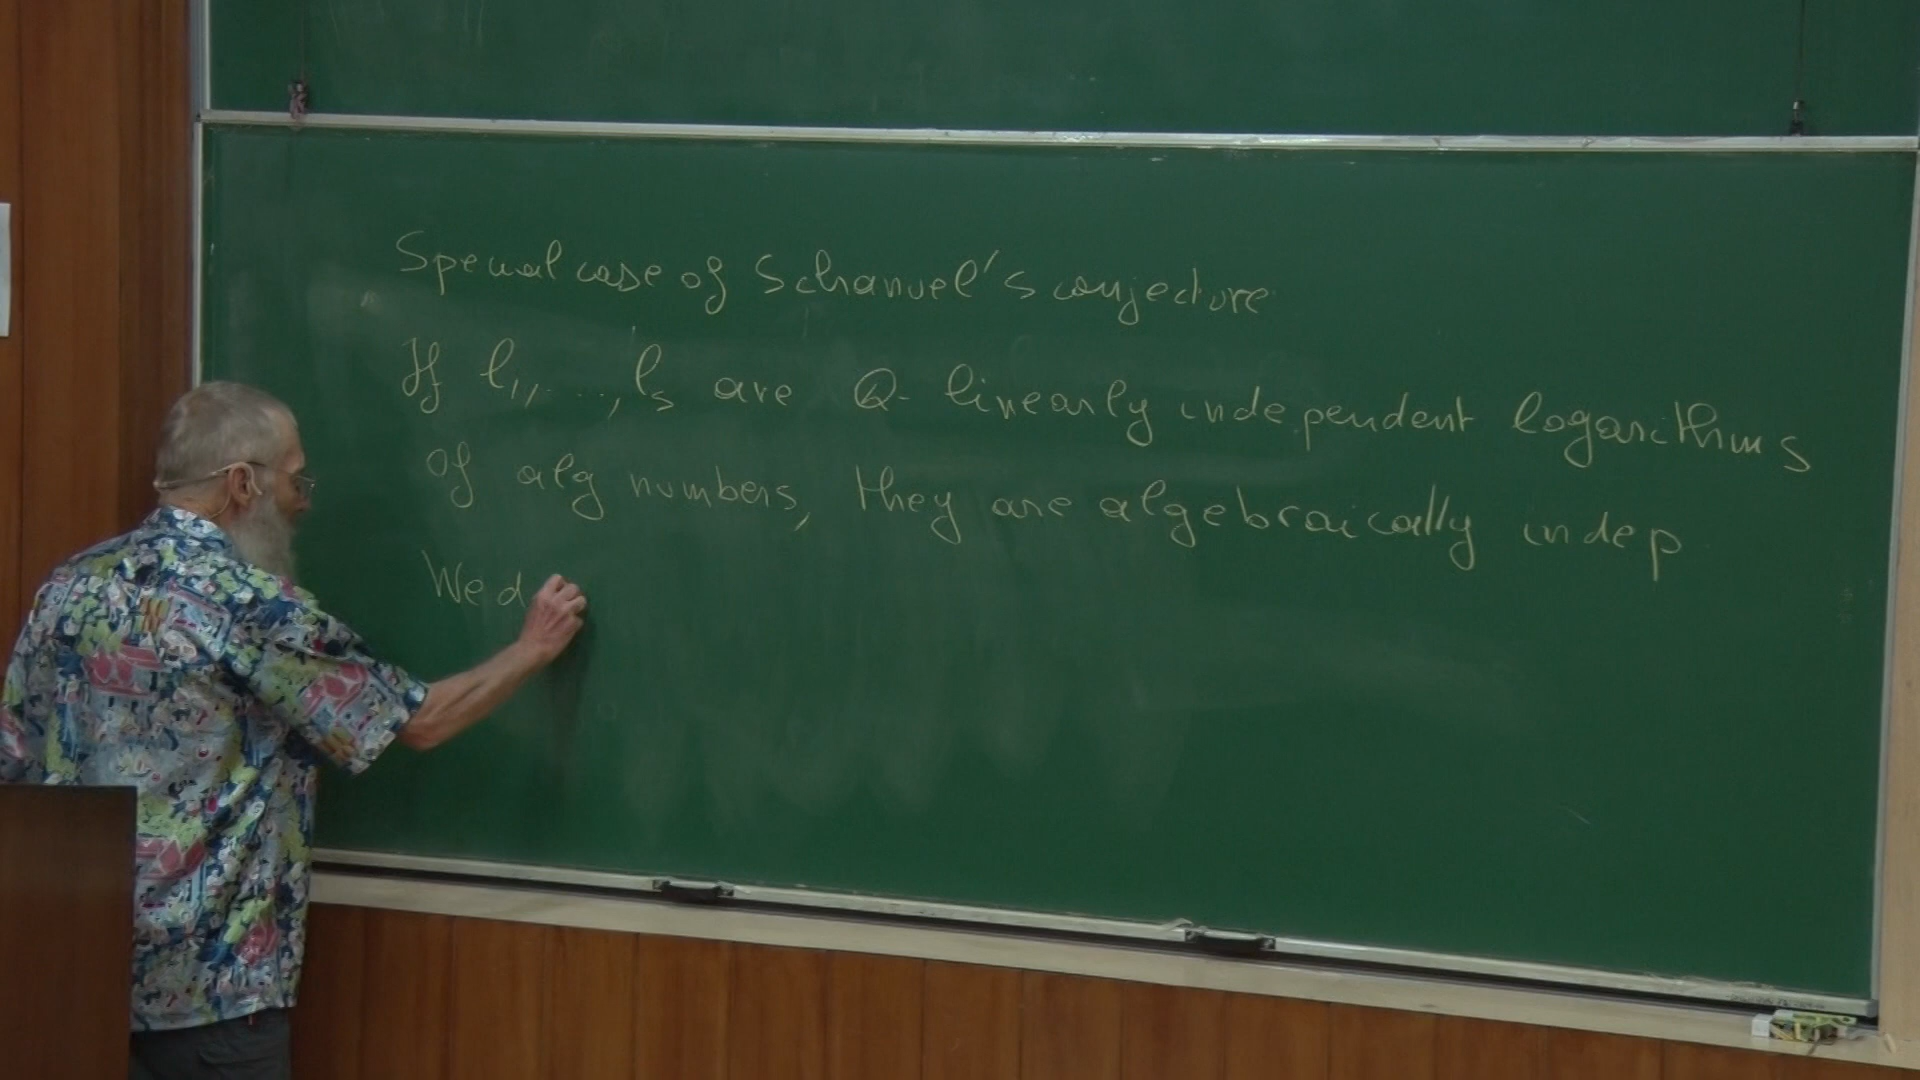 Special case of Schanuel's conjecture
If l₁, ..., lₛ are Q-linearly independent logarithms
of alg numbers, they are algebraically indep
We d